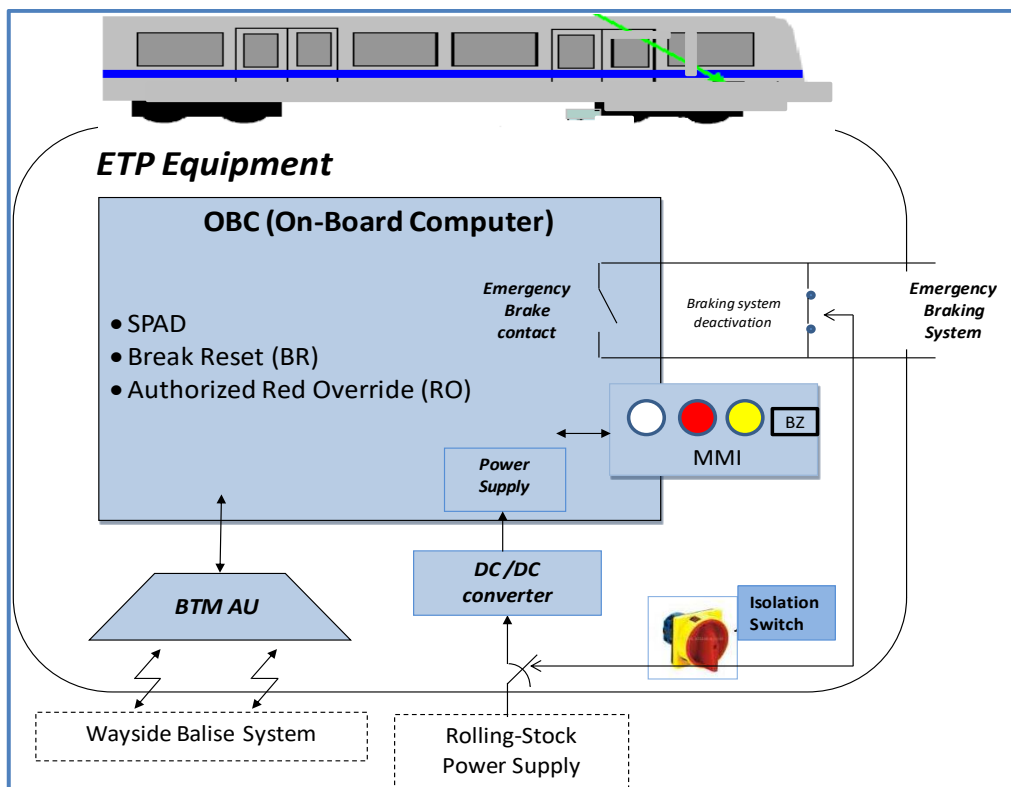 ETP Equipment
OBC (On-Board Computer)
• SPAD
• Break Reset (BR)
• Authorized Red Override (RO)
Emergency
Brake
contact
Braking system
deactivation
Emergency
Braking
System
BZ
MMI
Power
Supply
DC /DC
converter
BTM AU
Isolation
Switch
Wayside Balise System
Rolling-Stock
Power Supply